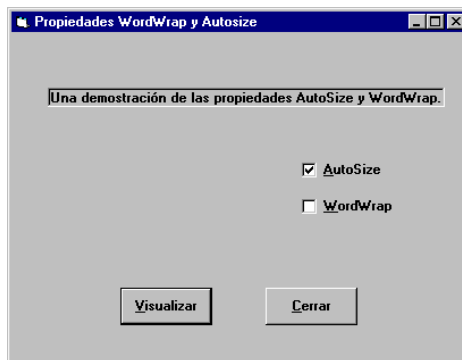 Propiedades WordWrap y Autosize
Una demostración de las propiedades AutoSize y WordWrap.
AutoSize
WordWrap
Visualizar
Cerrar